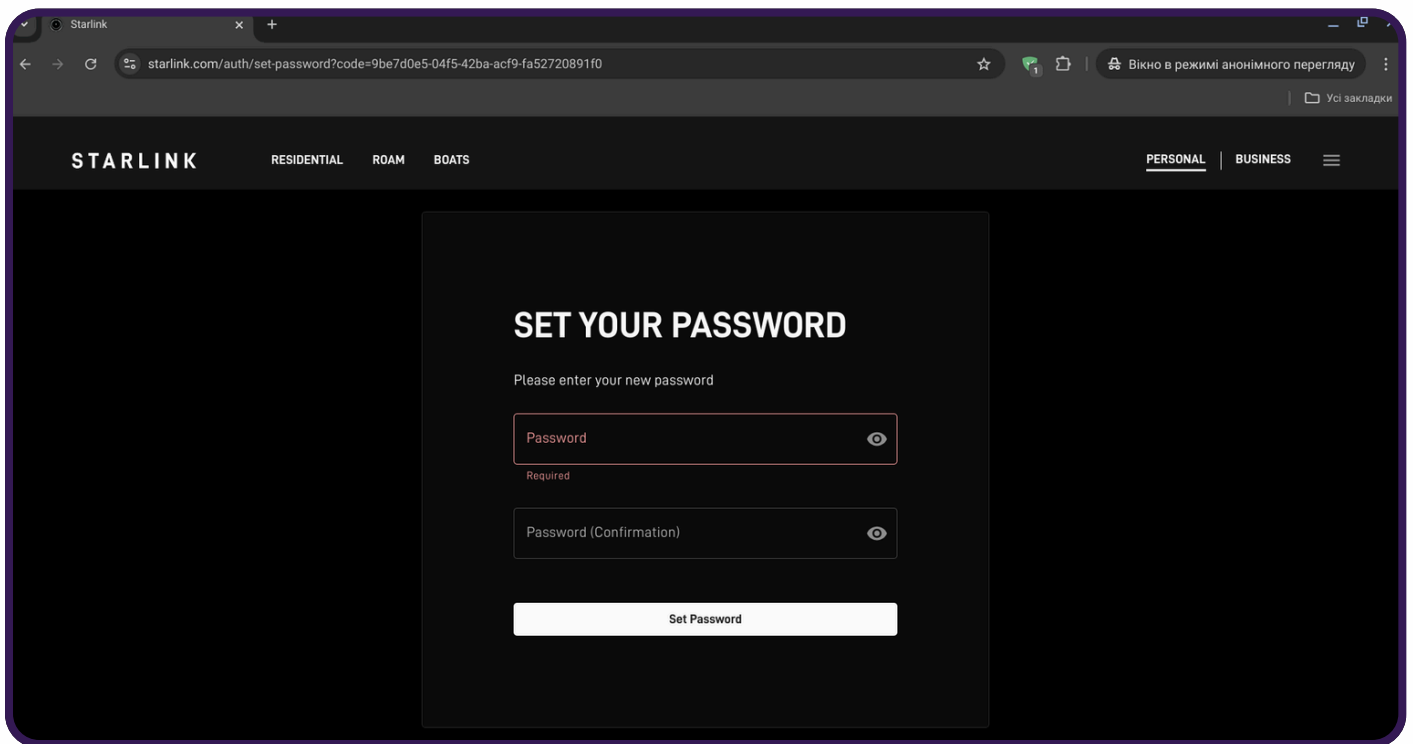 Starlink
starlink.com/auth/set-password?code=9be7d0e5-04f5-42ba-acf9-fa52720891f0
1
Вікно в режимі анонімного перегляду
Усі закладки
STARLINK RESIDENTIAL ROAM BOATS PERSONAL BUSINESS
SET YOUR PASSWORD
Please enter your new password
Password
Required
Password (Confirmation)
Set Password